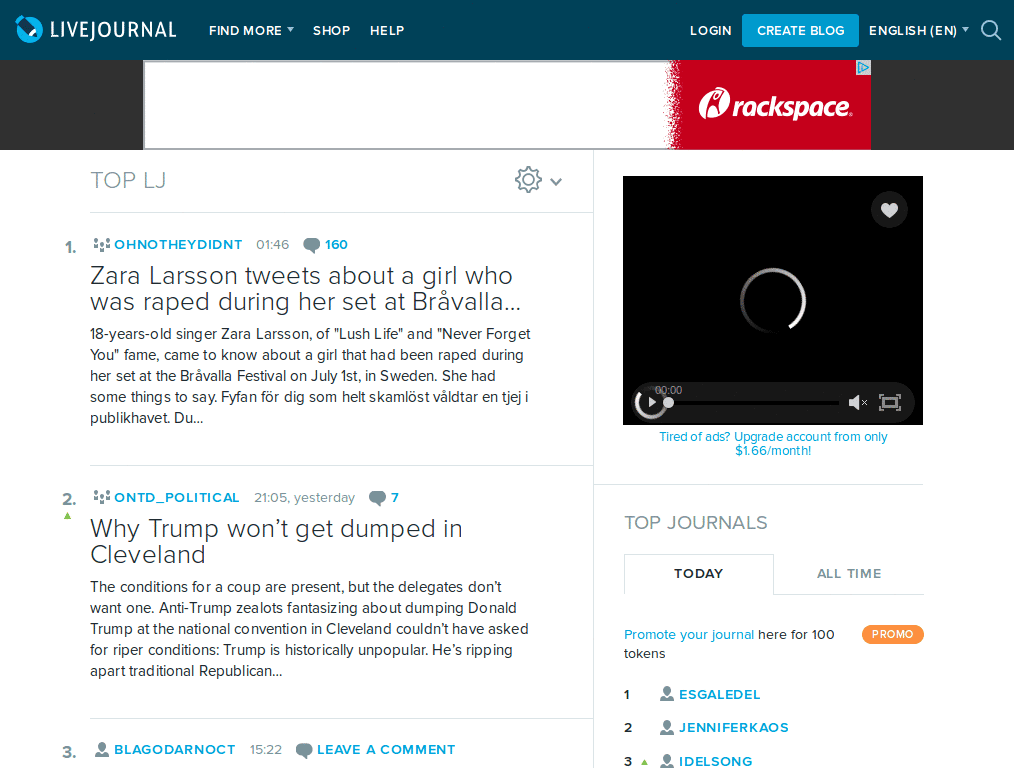 LIVEJOURNAL FIND MORE SHOP HELP LOGIN CREATE BLOG ENGLISH (EN)
rackspace
TOP LJ
1. OHNOTHEYDIDNT 01:46 160
Zara Larsson tweets about a girl who
was raped during her set at Bråvalla...
18-years-old singer Zara Larsson, of "Lush Life" and "Never Forget
You" fame, came to know about a girl that had been raped during
her set at the Bråvalla Festival on July 1st, in Sweden. She had
some things to say. Fyfan för dig som helt skamlöst våldtar en tjej i
publikhavet. Du...
2. ONTD_POLITICAL 21:05, yesterday 7
Why Trump won't get dumped in
Cleveland
The conditions for a coup are present, but the delegates don't
want one. Anti-Trump zealots fantasizing about dumping Donald
Trump at the national convention in Cleveland couldn't have asked
for riper conditions: Trump is historically unpopular. He's ripping
apart traditional Republican...
3. BLAGODARNOCT 15:22 LEAVE A COMMENT
00:00
Tired of ads? Upgrade account from only
$1.66/month!
TOP JOURNALS
TODAY ALL TIME
Promote your journal here for 100
tokens
PROMO
1 ESGALEDEL
2 JENNIFERKAOS
3 IDELSONG